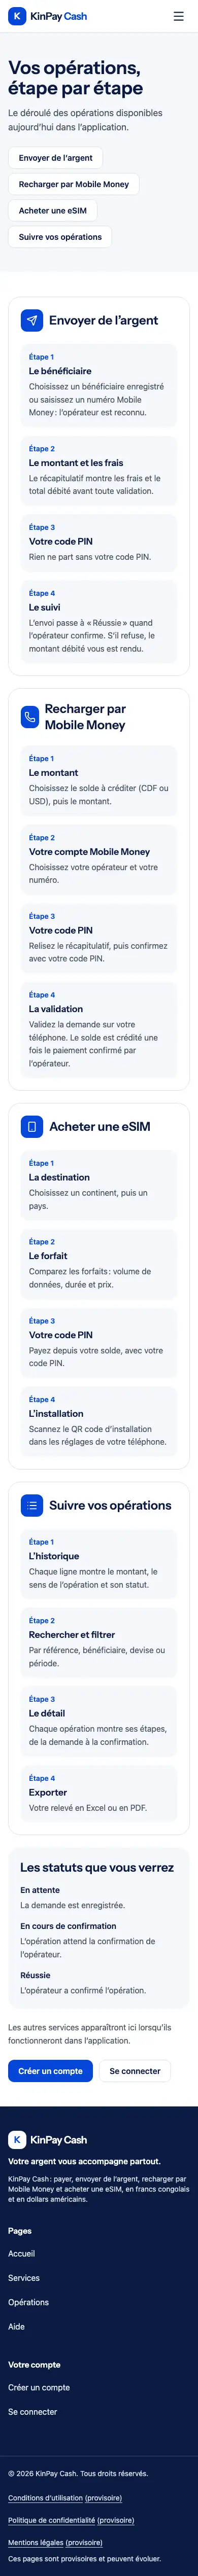 K KinPay Cash
Vos opérations,
étape par étape
Le déroulé des opérations disponibles
aujourd’hui dans l’application.
Envoyer de l’argent
Recharger par Mobile Money
Acheter une eSIM
Suivre vos opérations
Envoyer de l’argent
Étape 1
Le bénéficiaire
Choisissez un bénéficiaire enregistré
ou saisissez un numéro Mobile
Money : l’opérateur est reconnu.
Étape 2
Le montant et les frais
Le récapitulatif montre les frais et le
total débité avant toute validation.
Étape 3
Votre code PIN
Rien ne part sans votre code PIN.
Étape 4
Le suivi
L’envoi passe à « Réussie » quand
l’opérateur confirme. S’il refuse, le
montant débité vous est rendu.
Recharger par
Mobile Money
Étape 1
Le montant
Choisissez le solde à créditer (CDF ou
USD), puis le montant.
Étape 2
Votre compte Mobile Money
Choisissez votre opérateur et votre
numéro.
Étape 3
Votre code PIN
Relisez le récapitulatif, puis confirmez
avec votre code PIN.
Étape 4
La validation
Validez la demande sur votre
téléphone. Le solde est crédité une
fois le paiement confirmé par
l’opérateur.
Acheter une eSIM
Étape 1
La destination
Choisissez un continent, puis un
pays.
Étape 2
Le forfait
Comparez les forfaits : volume de
données, durée et prix.
Étape 3
Votre code PIN
Payez depuis votre solde, avec votre
code PIN.
Étape 4
L’installation
Scannez le QR code d’installation
dans les réglages de votre téléphone.
Suivre vos opérations
Étape 1
L’historique
Chaque ligne montre le montant, le
sens de l’opération et son statut.
Étape 2
Rechercher et filtrer
Par référence, bénéficiaire, devise ou
période.
Étape 3
Le détail
Chaque opération montre ses étapes,
de la demande à la confirmation.
Étape 4
Exporter
Votre relevé en Excel ou en PDF.
Les statuts que vous verrez
En attente
La demande est enregistrée.
En cours de confirmation
L’opération attend la confirmation de
l’opérateur.
Réussie
L’opérateur a confirmé l’opération.
Les autres services apparaîtront ici lorsqu’ils
fonctionneront dans l’application.
Créer un compte
Se connecter
K KinPay Cash
Votre argent vous accompagne partout.
KinPay Cash : payer, envoyer de l’argent, recharger par
Mobile Money et acheter une eSIM, en francs congolais
et en dollars américains.
Pages
Accueil
Services
Opérations
Aide
Votre compte
Créer un compte
Se connecter
© 2026 KinPay Cash. Tous droits réservés.
Conditions d’utilisation (provisoire)
Politique de confidentialité (provisoire)
Mentions légales (provisoire)
Ces pages sont provisoires et peuvent évoluer.